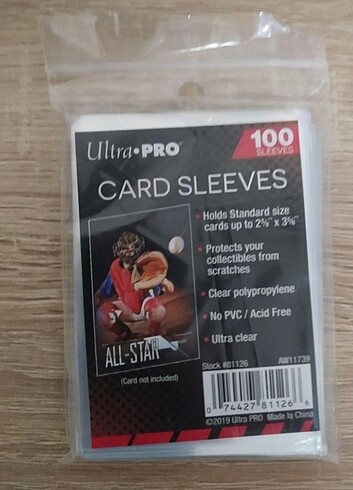 Ultra•PRO
100
SLEEVES
CARD SLEEVES
Holds Standard size
cards up to 2⅝" x 3⅝"
Protects your
collectibles from
scratches
Clear polypropylene
No PVC / Acid Free
Ultra clear
ALL-STAR
(Card not included)
Stock #81126
AW11739
0 74427 81126 6
©2019 Ultra PRO Made in China